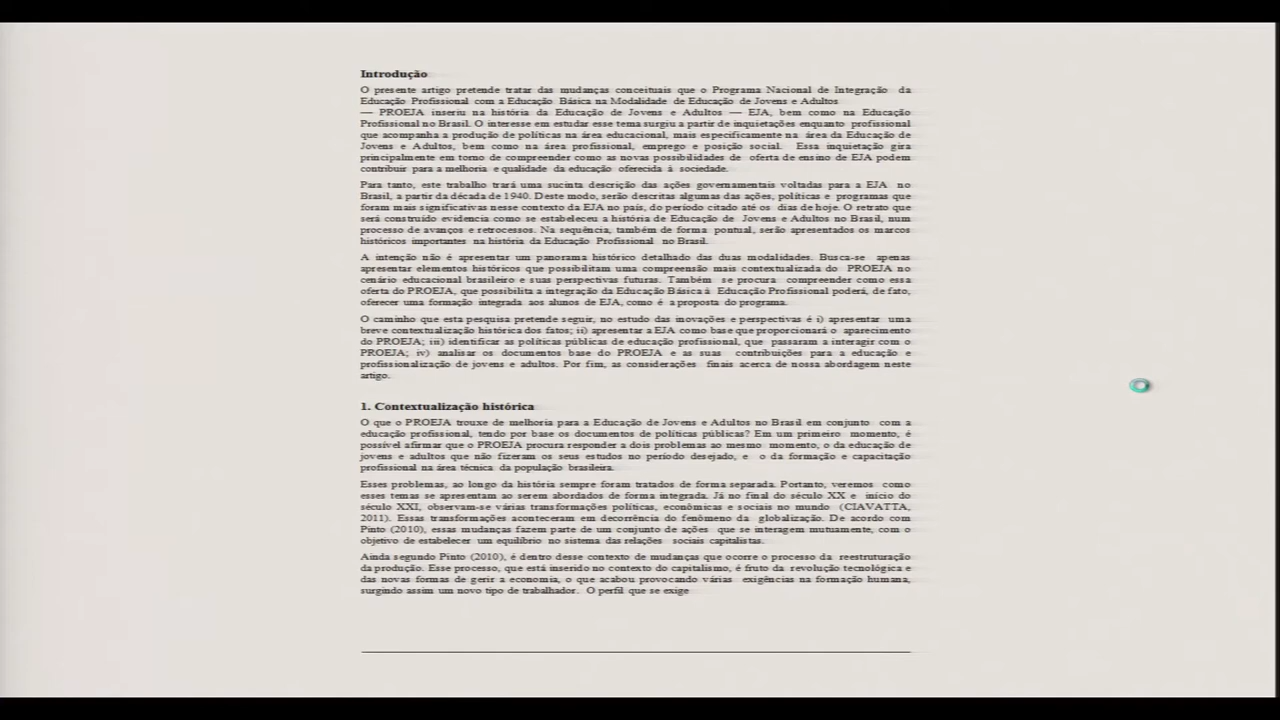 Introdução
O presente artigo pretende tratar das mudanças conceituais que o Programa Nacional de Integração da
Educação Profissional com a Educação Básica na Modalidade de Educação de Jovens e Adultos
— PROEJA inseriu na história da Educação de Jovens e Adultos — EJA, bem como na Educação
Profissional no Brasil. O interesse em estudar esse tema surgiu a partir de inquietações enquanto profissional
que acompanha a produção de políticas na área educacional, mais especificamente na área da Educação de
Jovens e Adultos, bem como na área profissional, emprego e posição social. Essa inquietação gira
principalmente em torno de compreender como as novas possibilidades de oferta de ensino de EJA podem
contribuir para a melhoria e qualidade da educação oferecida à sociedade.
Para tanto, este trabalho trará uma sucinta descrição das ações governamentais voltadas para a EJA no
Brasil, a partir da década de 1940. Deste modo, serão descritas algumas das ações, políticas e programas que
foram mais significativas nesse contexto da EJA no país, do período citado até os dias de hoje. O retrato que
será construído evidencia como se estabeleceu a história de Educação de Jovens e Adultos no Brasil, num
processo de avanços e retrocessos. Na sequência, também de forma pontual, serão apresentados os marcos
históricos importantes na história da Educação Profissional no Brasil.
A intenção não é apresentar um panorama histórico detalhado das duas modalidades. Busca-se apenas
apresentar elementos históricos que possibilitam uma compreensão mais contextualizada do PROEJA no
cenário educacional brasileiro e suas perspectivas futuras. Também se procura compreender como essa
oferta do PROEJA, que possibilita a integração da Educação Básica à Educação Profissional poderá, de fato,
oferecer uma formação integrada aos alunos de EJA, como é a proposta do programa.
O caminho que esta pesquisa pretende seguir, no estudo das inovações e perspectivas é i) apresentar uma
breve contextualização histórica dos fatos; ii) apresentar a EJA como base que proporcionará o aparecimento
do PROEJA; iii) identificar as políticas públicas de educação profissional, que passaram a interagir com o
PROEJA; iv) analisar os documentos base do PROEJA e as suas contribuições para a educação e
profissionalização de jovens e adultos. Por fim, as considerações finais acerca de nossa abordagem neste
artigo.
1. Contextualização histórica
O que o PROEJA trouxe de melhoria para a Educação de Jovens e Adultos no Brasil em conjunto com a
educação profissional, tendo por base os documentos de políticas públicas? Em um primeiro momento, é
possível afirmar que o PROEJA procura responder a dois problemas ao mesmo momento, o da educação de
jovens e adultos que não fizeram os seus estudos no período desejado, e o da formação e capacitação
profissional na área técnica da população brasileira.
Esses problemas, ao longo da história sempre foram tratados de forma separada. Portanto, veremos como
esses temas se apresentam ao serem abordados de forma integrada. Já no final do século XX e início do
século XXI, observam-se várias transformações políticas, econômicas e sociais no mundo (CIAVATTA,
2011). Essas transformações aconteceram em decorrência do fenômeno da globalização. De acordo com
Pinto (2010), essas mudanças fazem parte de um conjunto de ações que se interagem mutuamente, com o
objetivo de estabelecer um equilíbrio no sistema das relações sociais capitalistas.
Ainda segundo Pinto (2010), é dentro desse contexto de mudanças que ocorre o processo da reestruturação
da produção. Esse processo, que está inserido no contexto do capitalismo, é fruto da revolução tecnológica e
das novas formas de gerir a economia, o que acabou provocando várias exigências na formação humana,
surgindo assim um novo tipo de trabalhador. O perfil que se exige